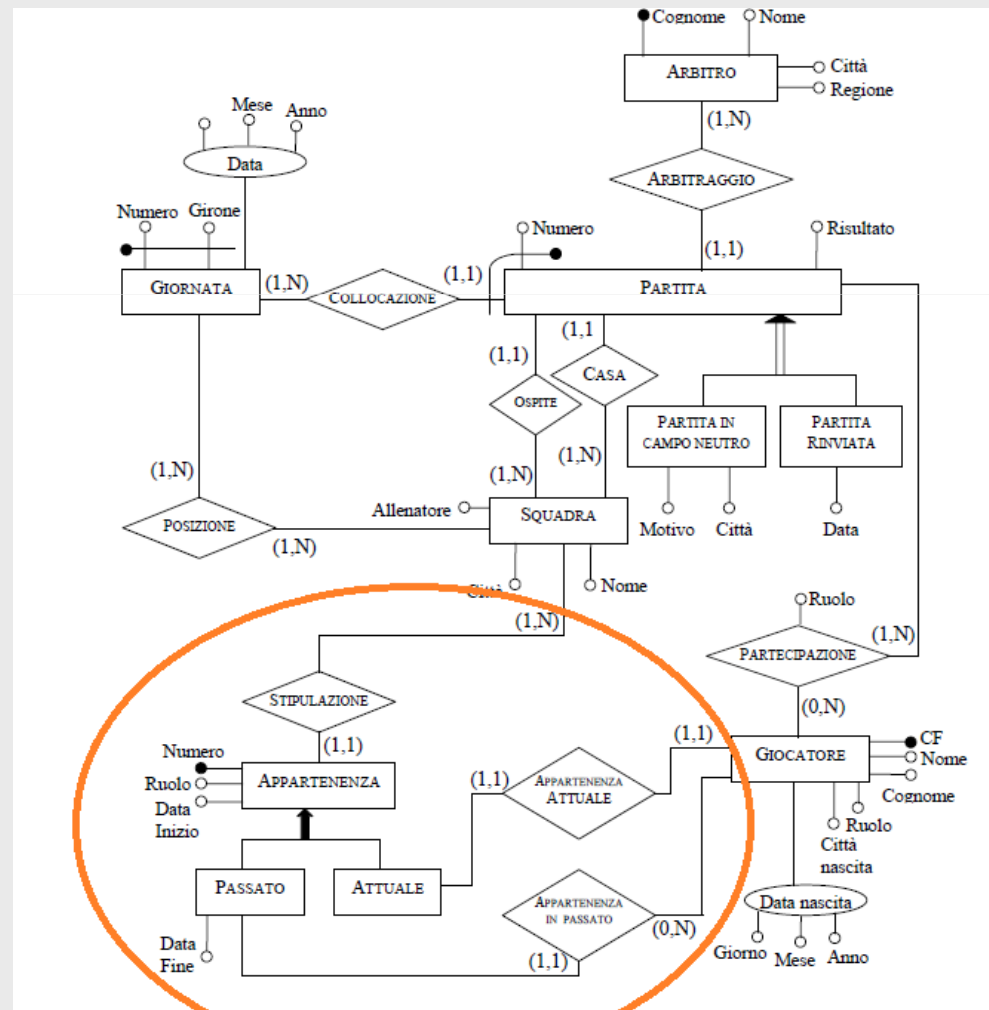 Cognome Nome
ARBITRO
Città
Regione
(1,N)
ARBITRAGGIO
(1,1)
Mese Anno
Data
Numero Girone
GIORNATA
(1,N)
COLLOCAZIONE
(1,1)
Numero
Risultato
PARTITA
(1,1)
OSPITE
(1,N)
(1,1
CASA
(1,N)
PARTITA IN
CAMPO NEUTRO
Motivo Città
PARTITA
RINVIATA
Data
(1,N)
POSIZIONE
(1,N)
Allenatore
SQUADRA
Città
Nome
(1,N)
STIPULAZIONE
(1,1)
Numero
Ruolo
Data
Inizio
APPARTENENZA
PASSATO
ATTUALE
Data
Fine
(1,1)
APPARTENENZA
ATTUALE
(1,1)
APPARTENENZA
IN PASSATO
(0,N)
(1,1)
Ruolo
PARTECIPAZIONE
(1,N)
(0,N)
GIOCATORE
CF
Nome
Cognome
Ruolo
Città
nascita
Data nascita
Giorno Mese Anno